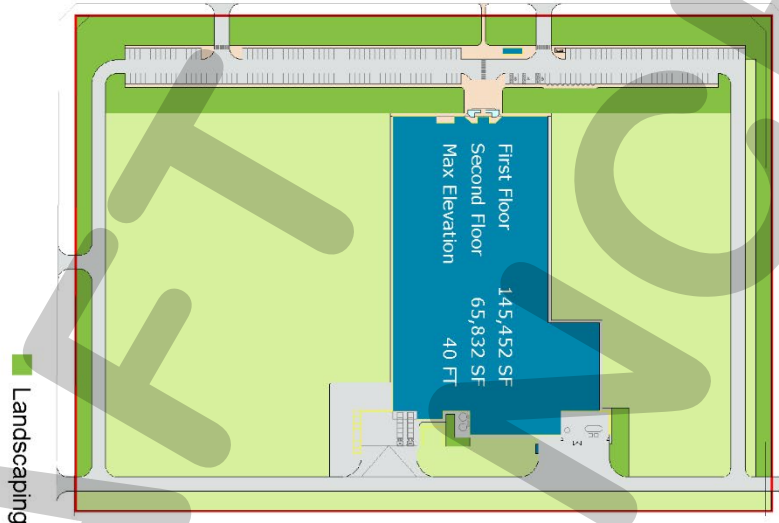 First Floor 145,452 SF
Second Floor 65,832 SF
Max Elevation 40 FT
Landscaping